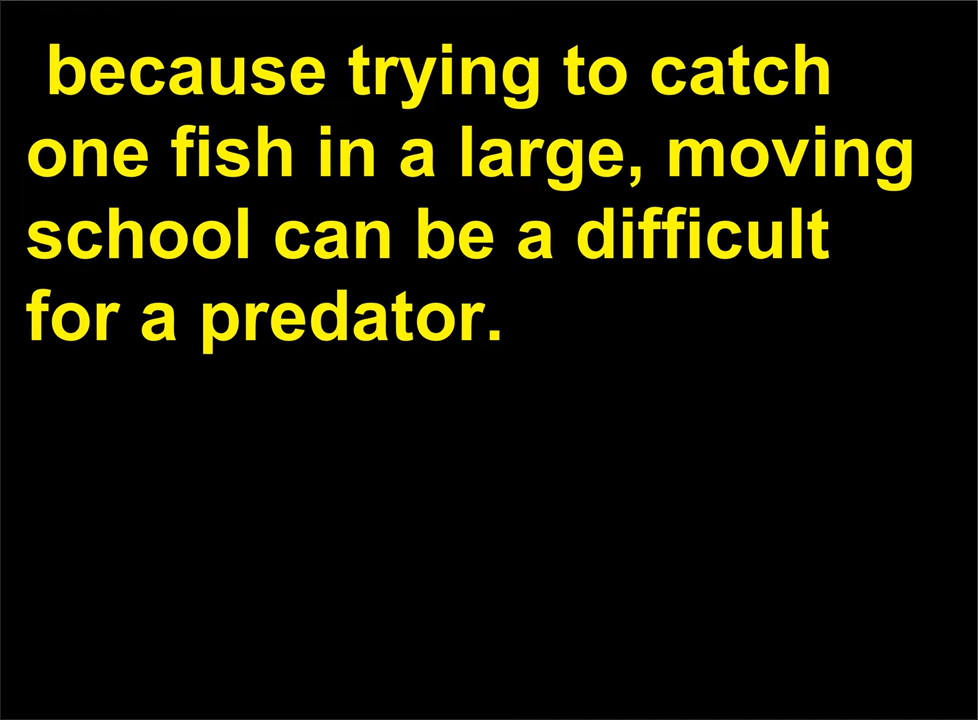 because trying to catch
one fish in a large, moving
school can be a difficult
for a predator.